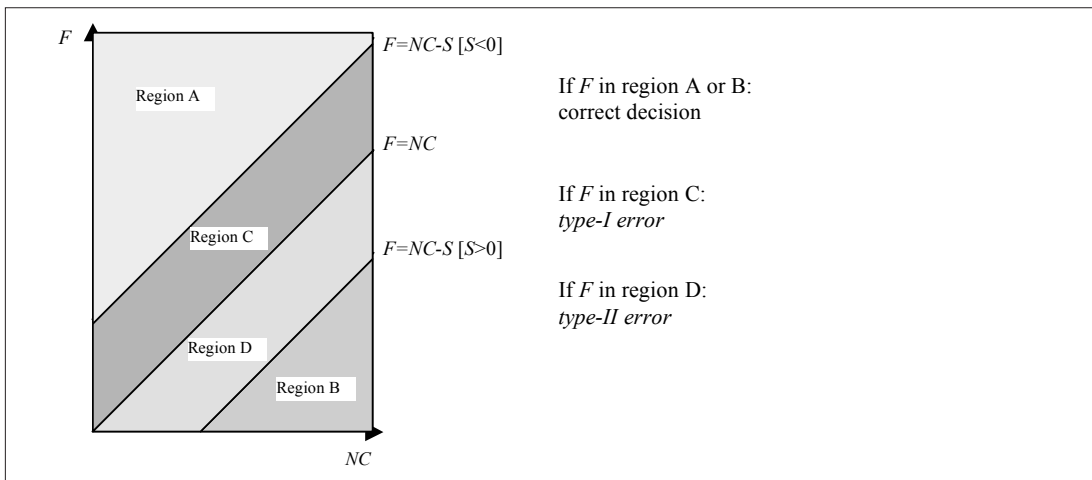 F
F=NC-S [S<0]
Region A
If F in region A or B:
correct decision
F=NC
If F in region C:
type-I error
Region C
F=NC-S [S>0]
If F in region D:
type-II error
Region D
Region B
NC